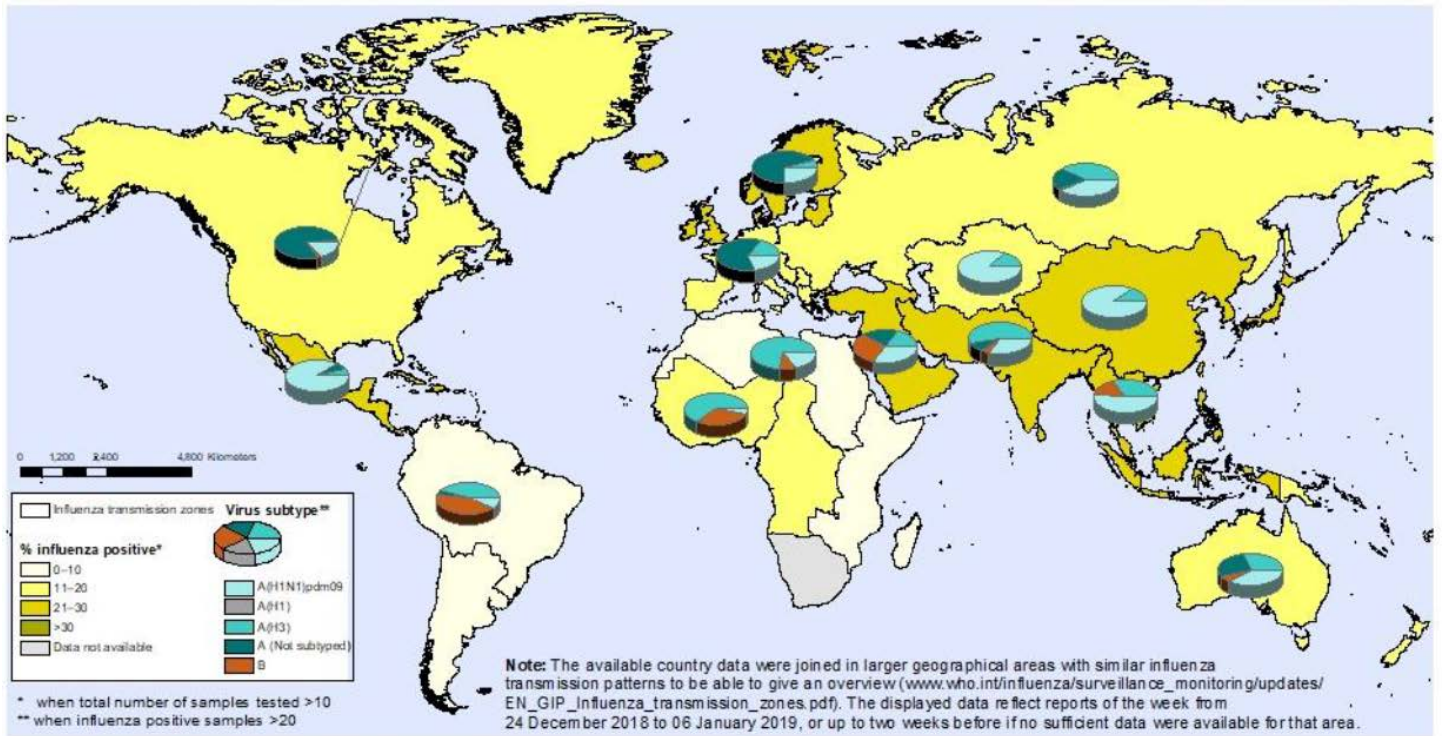 0 1,200 2,400 4,800 Kilometers
Influenza transmission zones
Virus subtype**
% influenza positive*
0–10
11–20
21–30
>30
Data not available
A(H1N1)pdm09
A(H1)
A(H3)
A (Not subtyped)
B
* when total number of samples tested >10
** when influenza positive samples >20
Note: The available country data were joined in larger geographical areas with similar influenza
transmission patterns to be able to give an overview (www.who.int/influenza/surveillance_monitoring/updates/
EN_GIP_Influenza_transmission_zones.pdf). The displayed data reflect reports of the week from
24 December 2018 to 06 January 2019, or up to two weeks before if no sufficient data were available for that area.